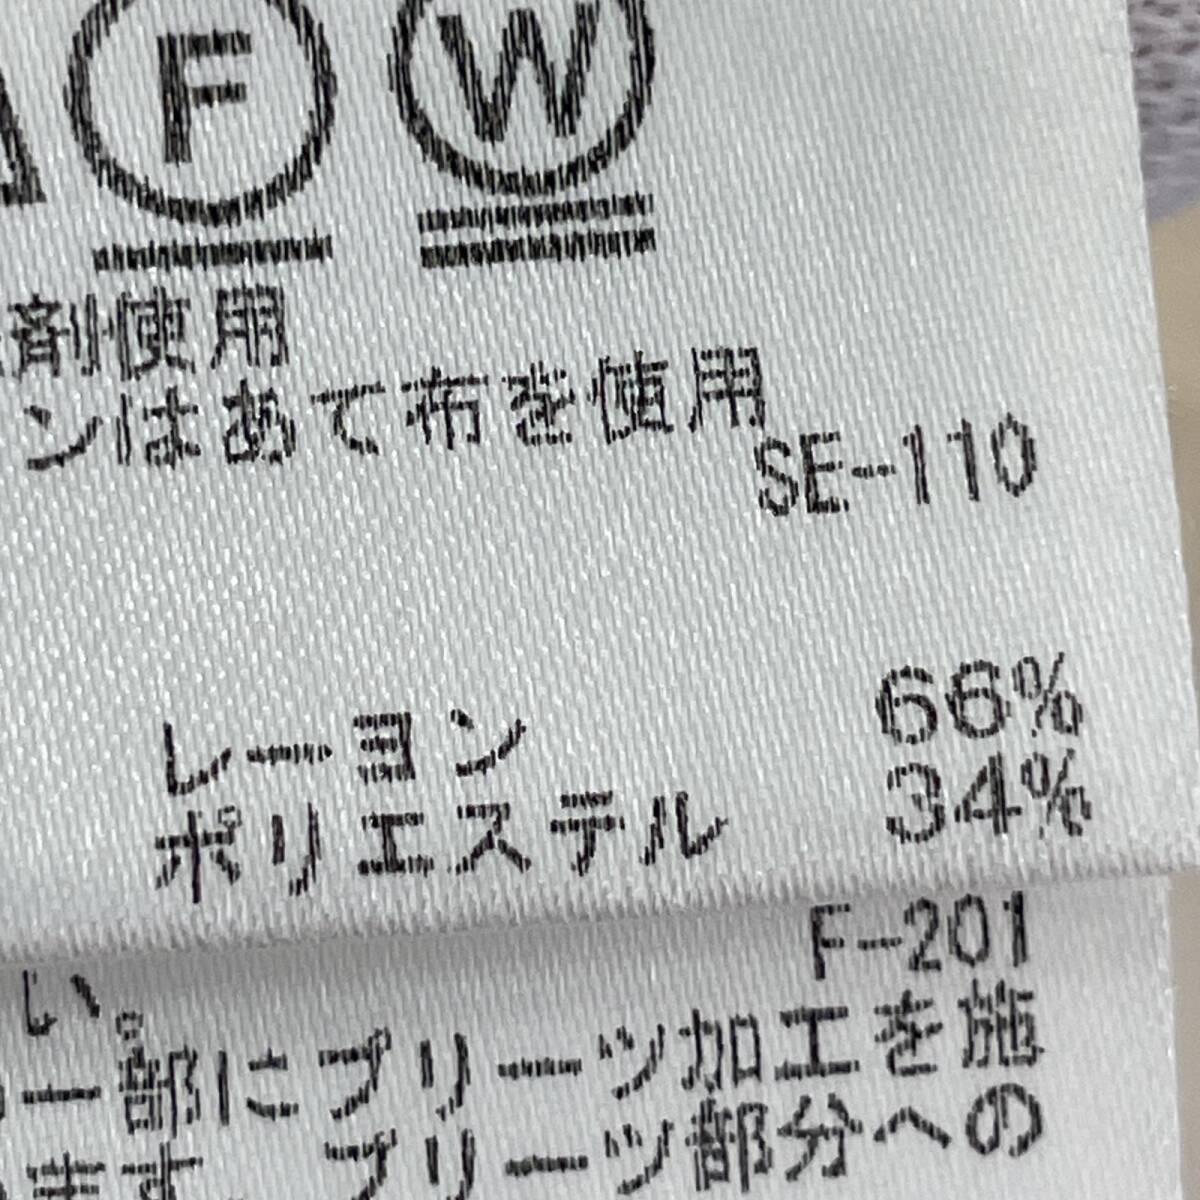 F W
剤使用
ンはあて布を使用
SE-110
レーヨン 66%
ポリエステル 34%
F-201
い。
一部にプリーツ加工を施
ます。プリーツ部分への